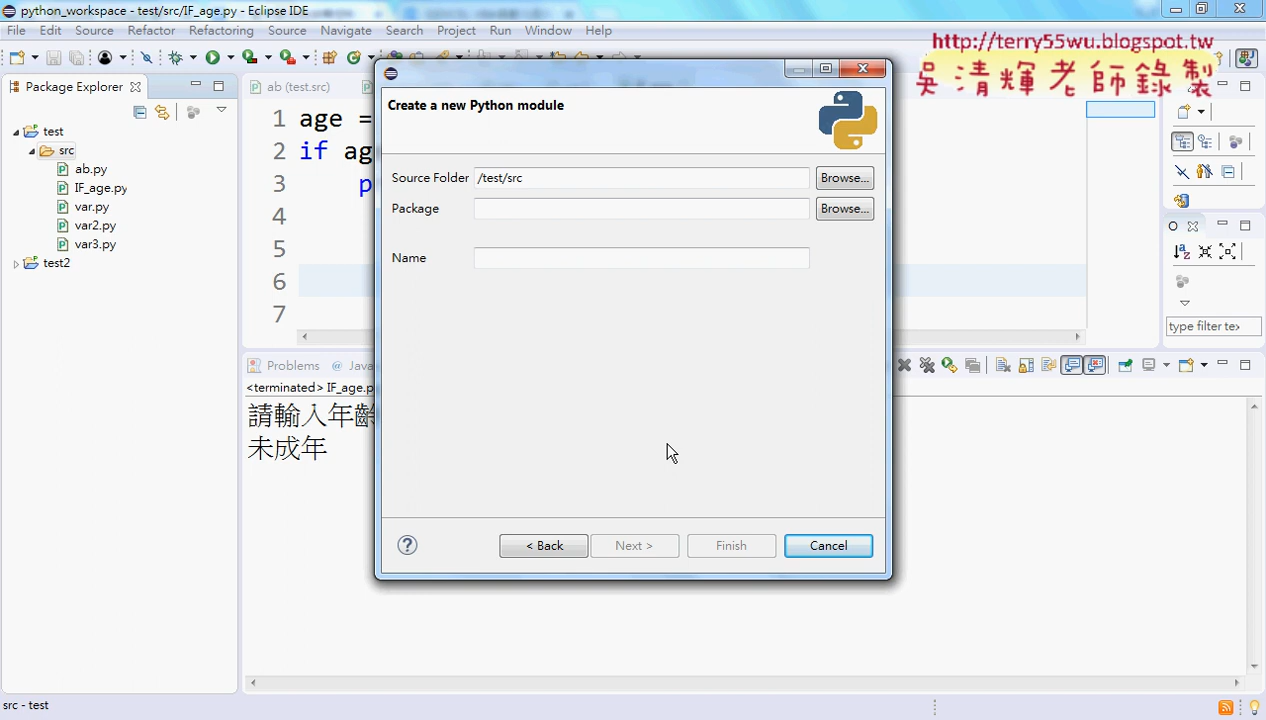 python_workspace - test/src/IF_age.py - Eclipse IDE
File Edit Source Refactor Refactoring Source Navigate Search Project Run Window Help
http://terry55wu.blogspot.tw
吳清輝老師錄製
Package Explorer
test
src
ab.py
IF_age.py
var.py
var2.py
var3.py
test2
ab (test.src)
1 age =
2 if ag
3 p
4
5
6
7
Create a new Python module
Source Folder /test/src Browse...
Package Browse...
Name
? < Back Next > Finish Cancel
type filter te
Problems @ Java
<terminated> IF_age.p
請輸入年齡
未成年
src - test